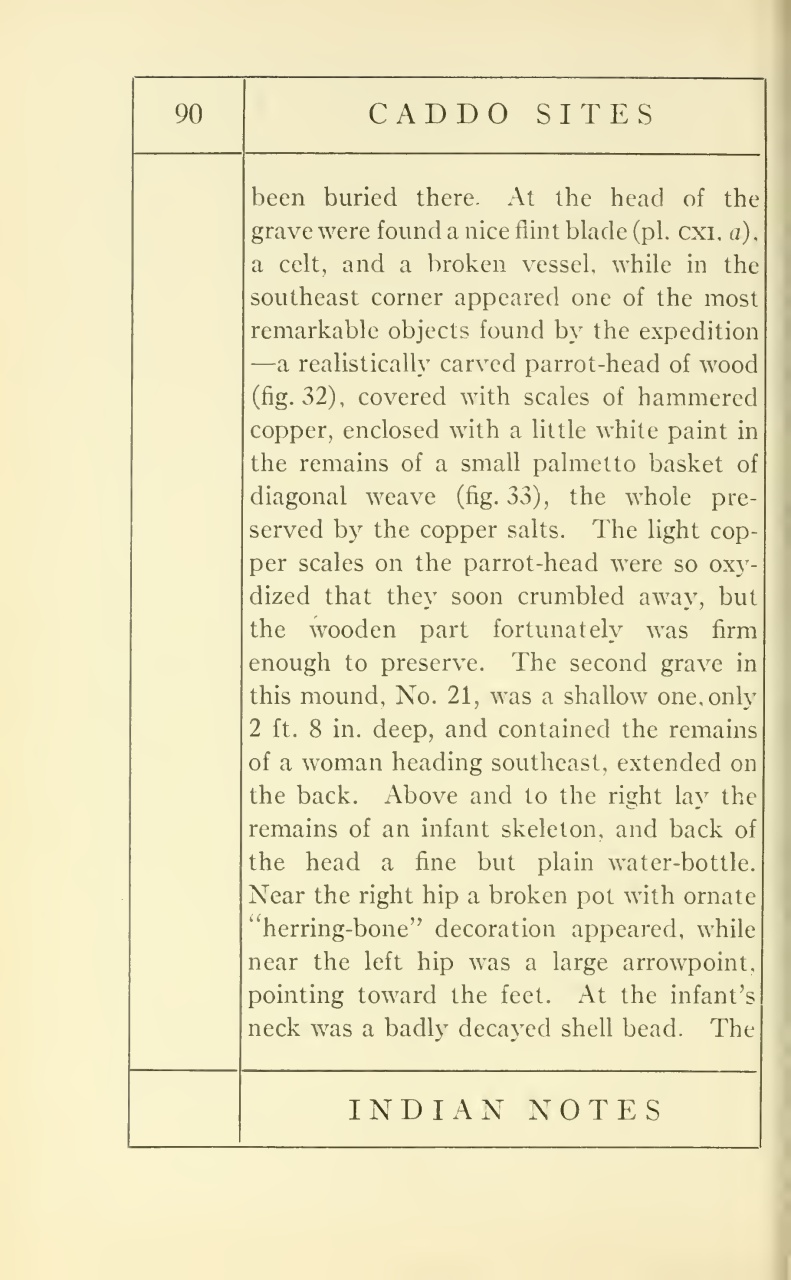 90
CADDO SITES
been buried there. At the head of the
grave were found a nice flint blade (pl. CXI, a),
a celt, and a broken vessel, while in the
southeast corner appeared one of the most
remarkable objects found by the expedition
—a realistically carved parrot-head of wood
(fig. 32), covered with scales of hammered
copper, enclosed with a little white paint in
the remains of a small palmetto basket of
diagonal weave (fig. 33), the whole pre-
served by the copper salts. The light cop-
per scales on the parrot-head were so oxy-
dized that they soon crumbled away, but
the wooden part fortunately was firm
enough to preserve. The second grave in
this mound, No. 21, was a shallow one, only
2 ft. 8 in. deep, and contained the remains
of a woman heading southeast, extended on
the back. Above and to the right lay the
remains of an infant skeleton, and back of
the head a fine but plain water-bottle.
Near the right hip a broken pot with ornate
“herring-bone” decoration appeared, while
near the left hip was a large arrowpoint,
pointing toward the feet. At the infant’s
neck was a badly decayed shell bead. The
INDIAN NOTES